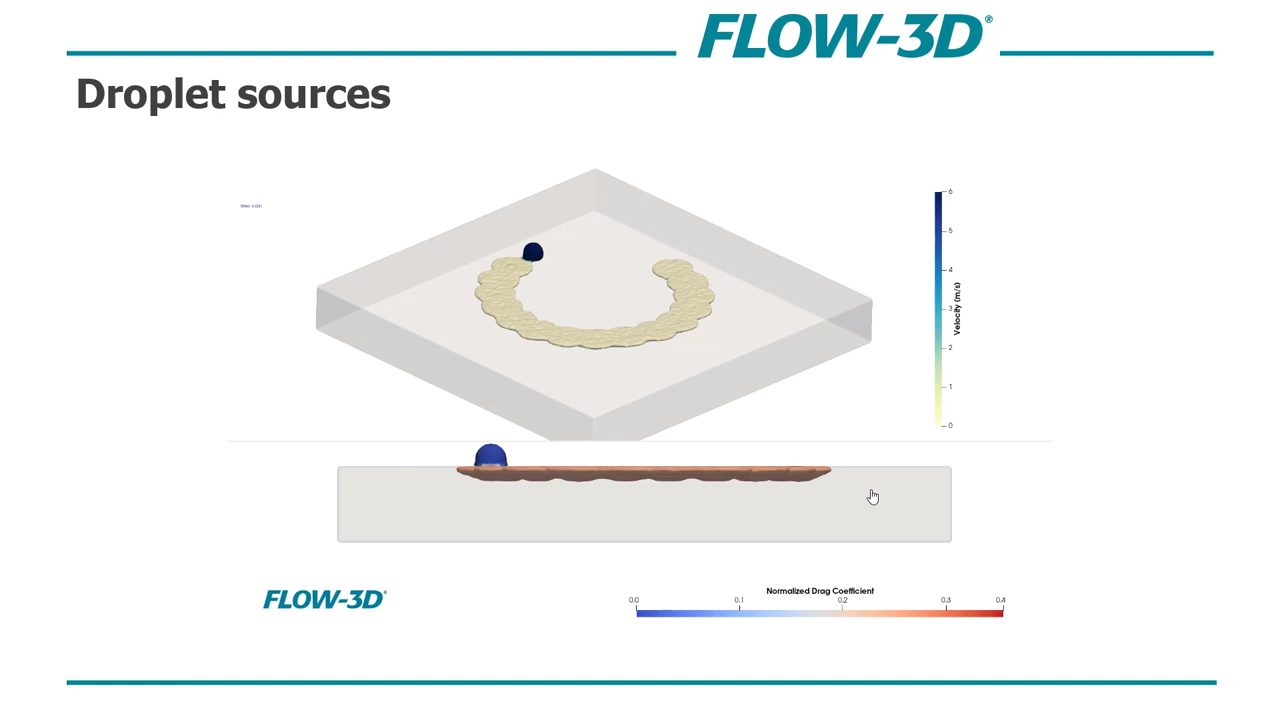 FLOW-3D®
Droplet sources
6
5
4
3
2
1
0
Velocity (m/s)
FLOW-3D®
Normalized Drag Coefficient
0.0 0.1 0.2 0.3 0.4